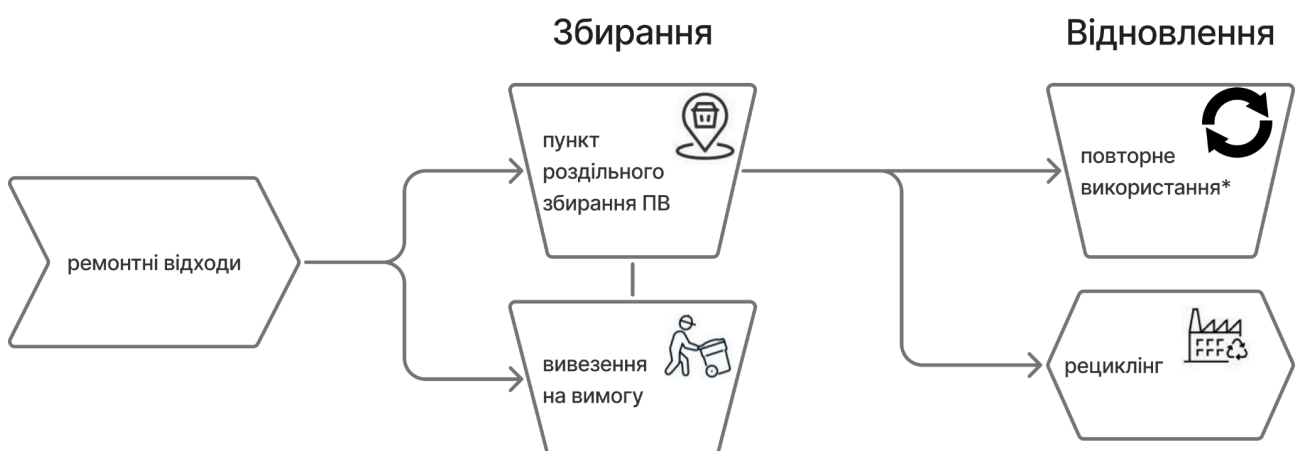 Збирання
Відновлення
пункт
роздільного
збирання ПВ
повторне
використання*
ремонтні відходи
вивезення
на вимогу
рециклінг